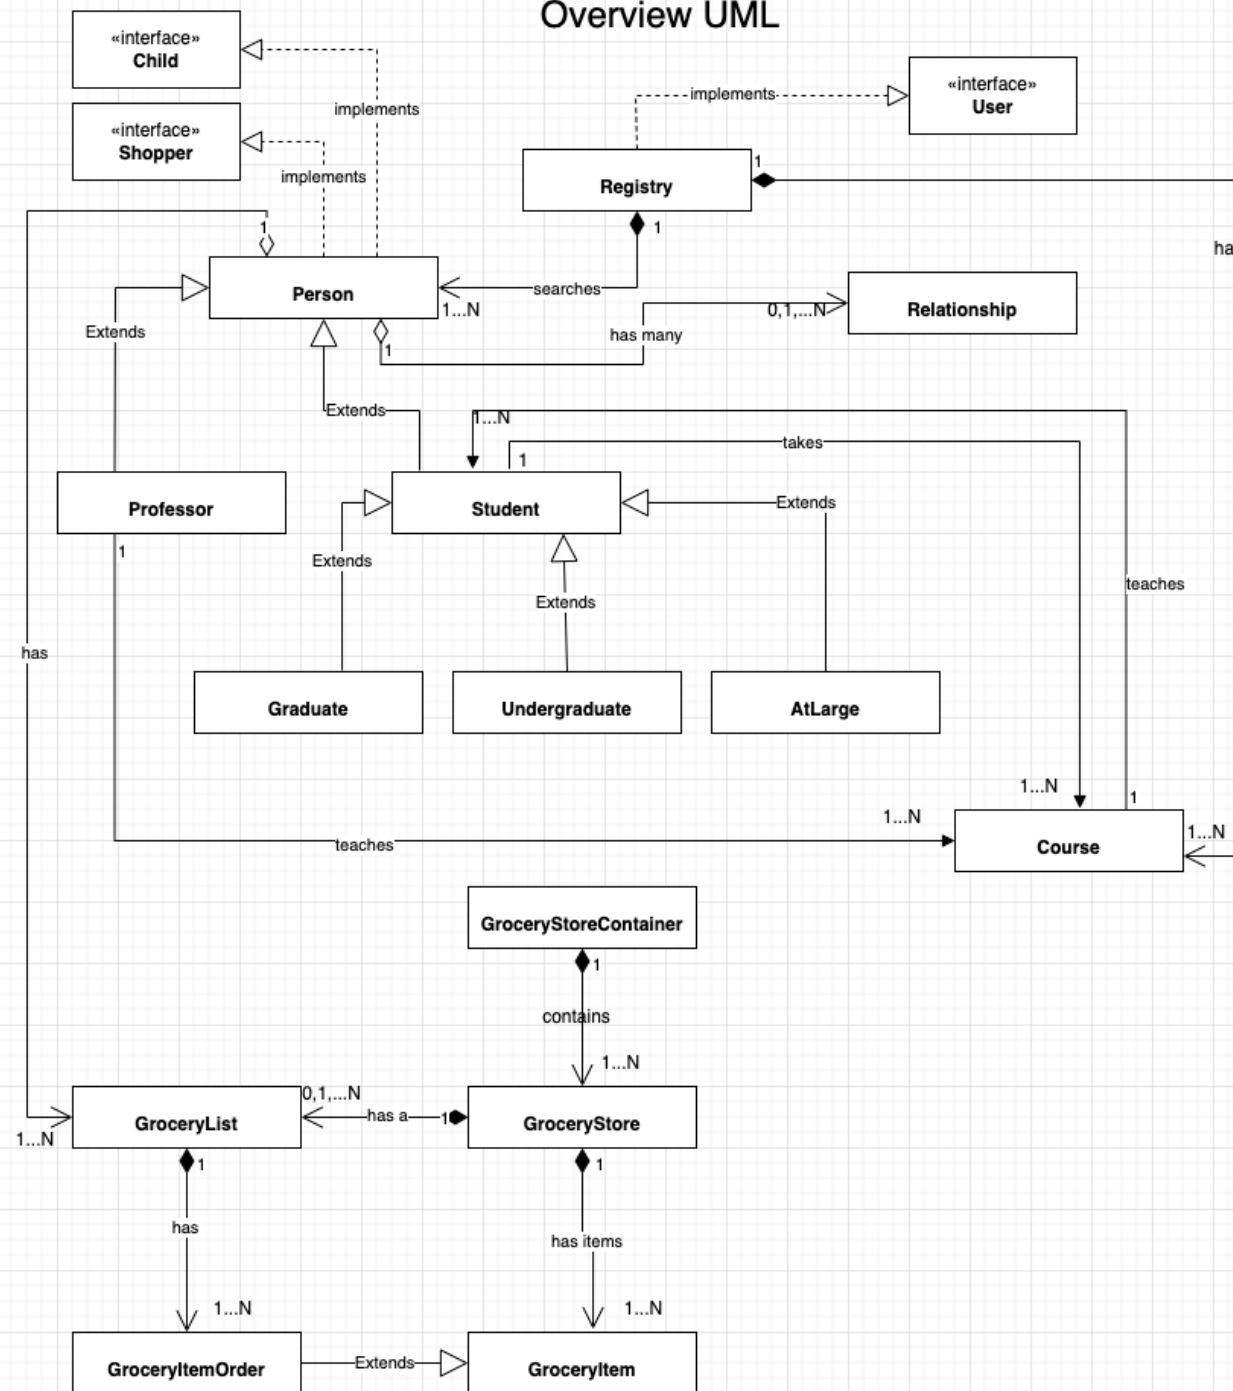 Overview UML
«interface»
Child
implements
«interface»
User
implements
«interface»
Shopper
implements
1
Registry
1
1
ha
Person
searches
1...N
Relationship
0,1,...N
has many
1
Extends
Extends
1...N
takes
1
Professor
Student
Extends
1
Extends
Extends
teaches
has
Graduate
Undergraduate
AtLarge
1...N
1
1...N
teaches
Course
1...N
GroceryStoreContainer
1
contains
1...N
0,1,...N
GroceryList
has a
1
GroceryStore
1...N
1
1
has
has items
1...N
1...N
GroceryItemOrder
Extends
GroceryItem